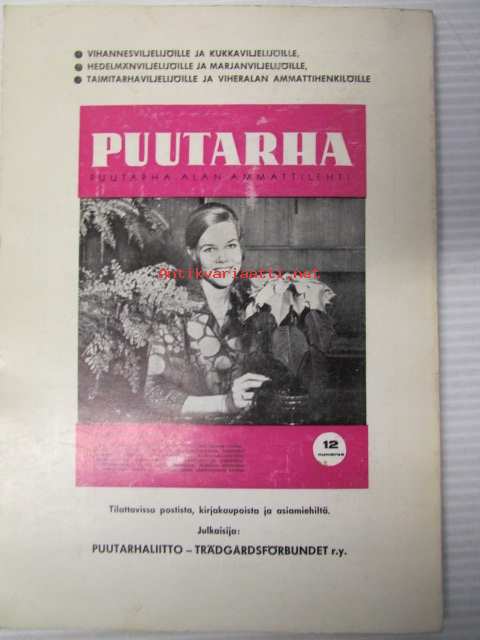 VIHANNESVILJELIJÖILLE JA KUKKAVILJELIJÖILLE,
HEDELMÄNVILJELIJÖILLE JA MARJANVILJELIJÖILLE,
TAIMITARHAVILJELIJÖILLE JA VIHERALAN AMMATTIHENKILÖILLE
PUUTARHA
PUUTARHA-ALAN AMMATTILEHTI
Antikvariaatti.net
12
numeroa
Tilattavissa postista, kirjakaupoista ja asiamiehiltä.
Julkaisija:
PUUTARHALIITTO – TRÄDGÅRDSFÖRBUNDET r.y.